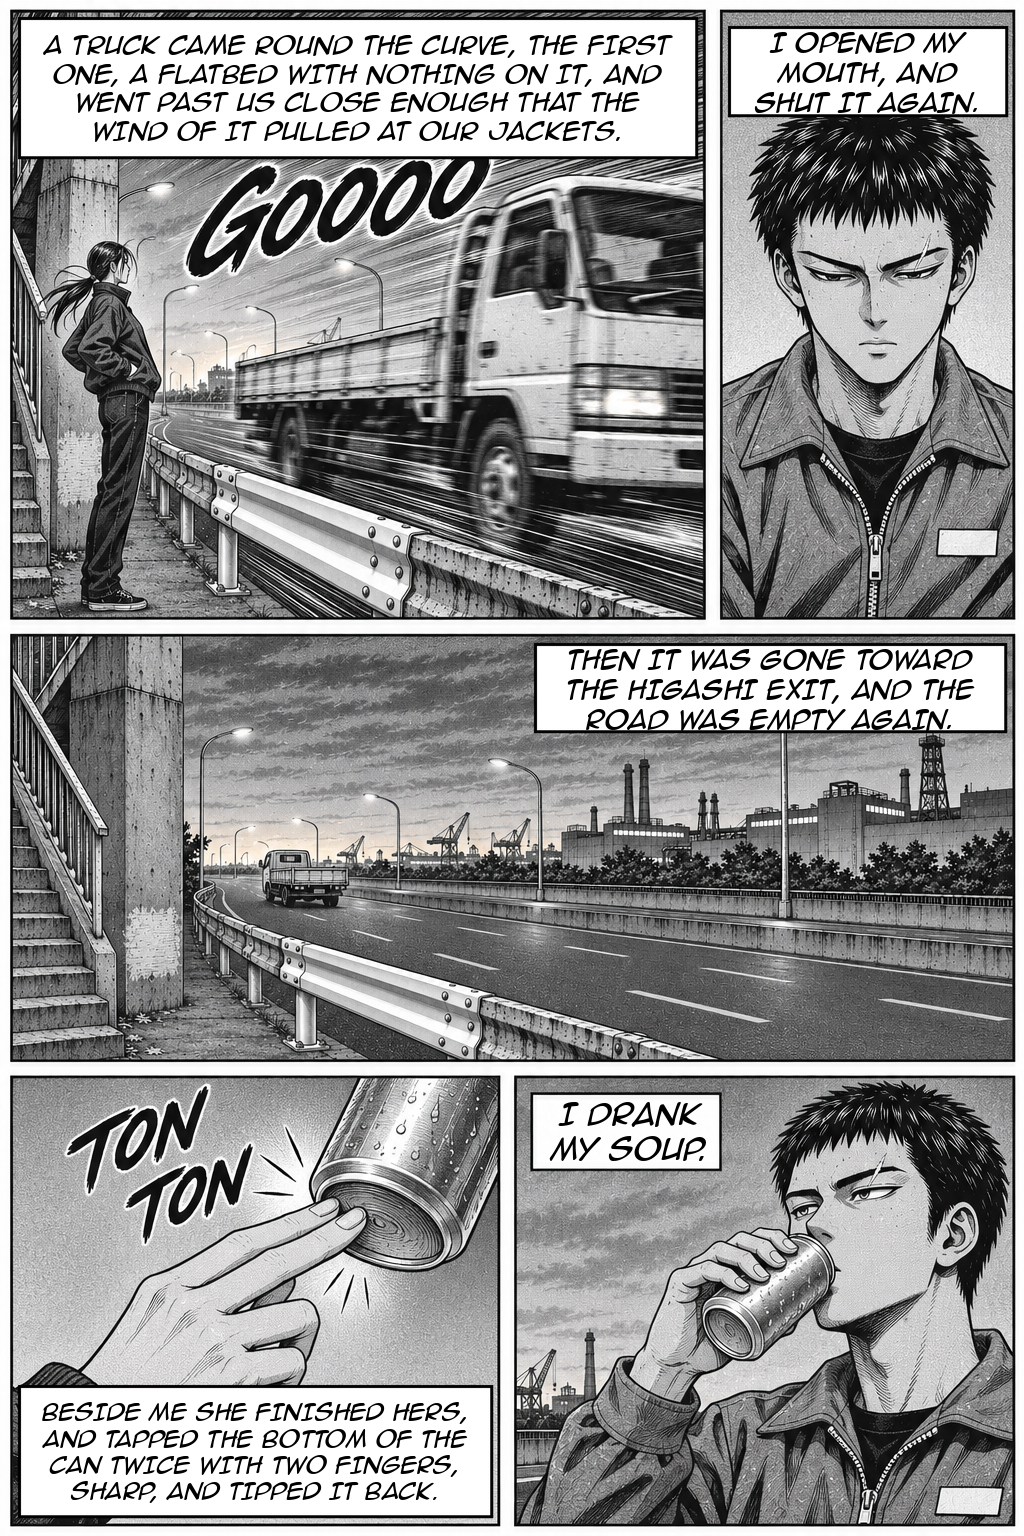 A TRUCK CAME ROUND THE CURVE, THE FIRST
ONE, A FLATBED WITH NOTHING ON IT, AND
WENT PAST US CLOSE ENOUGH THAT THE
WIND OF IT PULLED AT OUR JACKETS.
GOOOO
I OPENED MY
MOUTH, AND
SHUT IT AGAIN.
THEN IT WAS GONE TOWARD
THE HIGASHI EXIT, AND THE
ROAD WAS EMPTY AGAIN.
TON
TON
BESIDE ME SHE FINISHED HERS,
AND TAPPED THE BOTTOM OF THE
CAN TWICE WITH TWO FINGERS,
SHARP, AND TIPPED IT BACK.
I DRANK
MY SOUP.